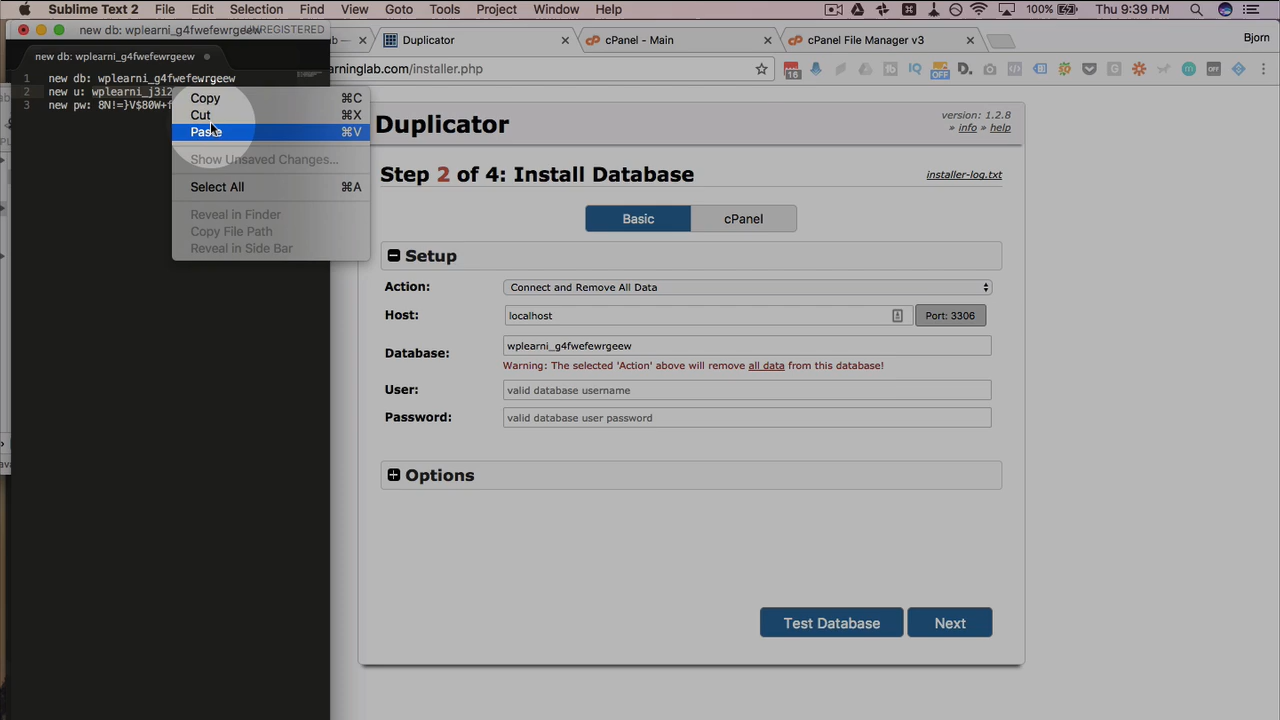 Sublime Text 2 File Edit Selection Find View Goto Tools Project Window Help 100% Thu 9:39 PM
new db: wplearni_g4fwefewrgeew UNREGISTERED
new db: wplearni_g4fwefewrgeew
Duplicator
cPanel - Main
cPanel File Manager v3
Bjorn
1 new db: wplearni_g4fwefewrgeew
2 new u: wplearni_j3i2
3 new pw: 8N!=}V$80W+f
Copy ⌘C
Cut ⌘X
Paste ⌘V
Show Unsaved Changes...
Select All ⌘A
Reveal in Finder
Copy File Path
Reveal in Side Bar
arninglab.com/installer.php
16
OFF
D.
OFF
Duplicator
version: 1.2.8
» info » help
Step 2 of 4: Install Database
installer-log.txt
Basic cPanel
Setup
Action: Connect and Remove All Data
Host: localhost Port: 3306
Database: wplearni_g4fwefewrgeew
Warning: The selected 'Action' above will remove all data from this database!
User: valid database username
Password: valid database user password
Options
Test Database Next